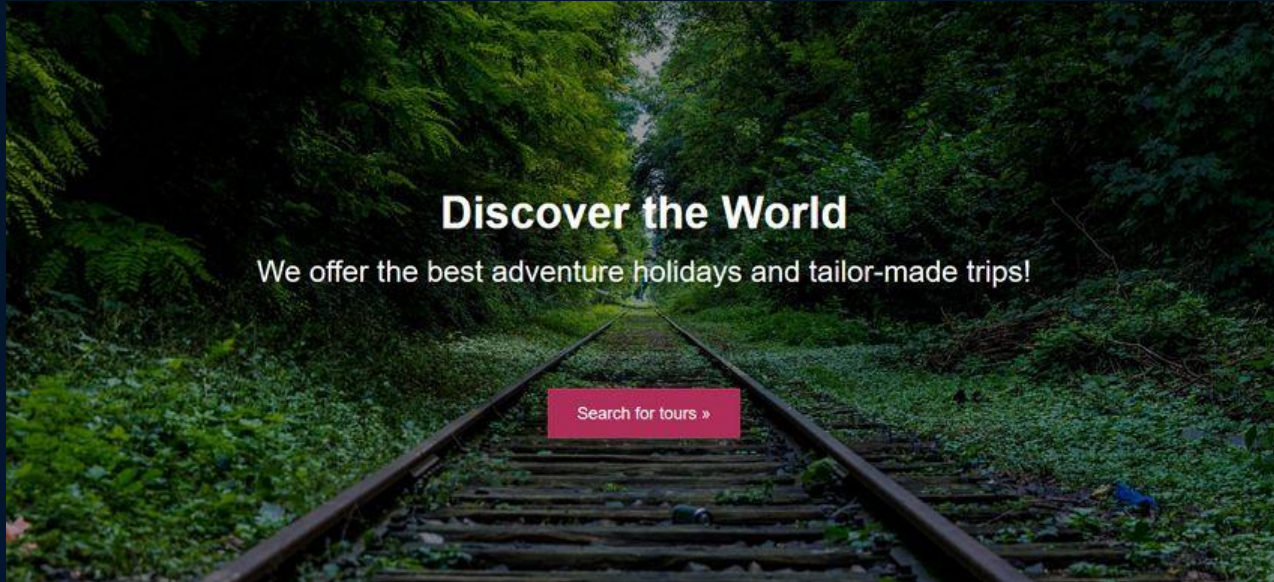 Discover the World
We offer the best adventure holidays and tailor-made trips!
Search for tours »